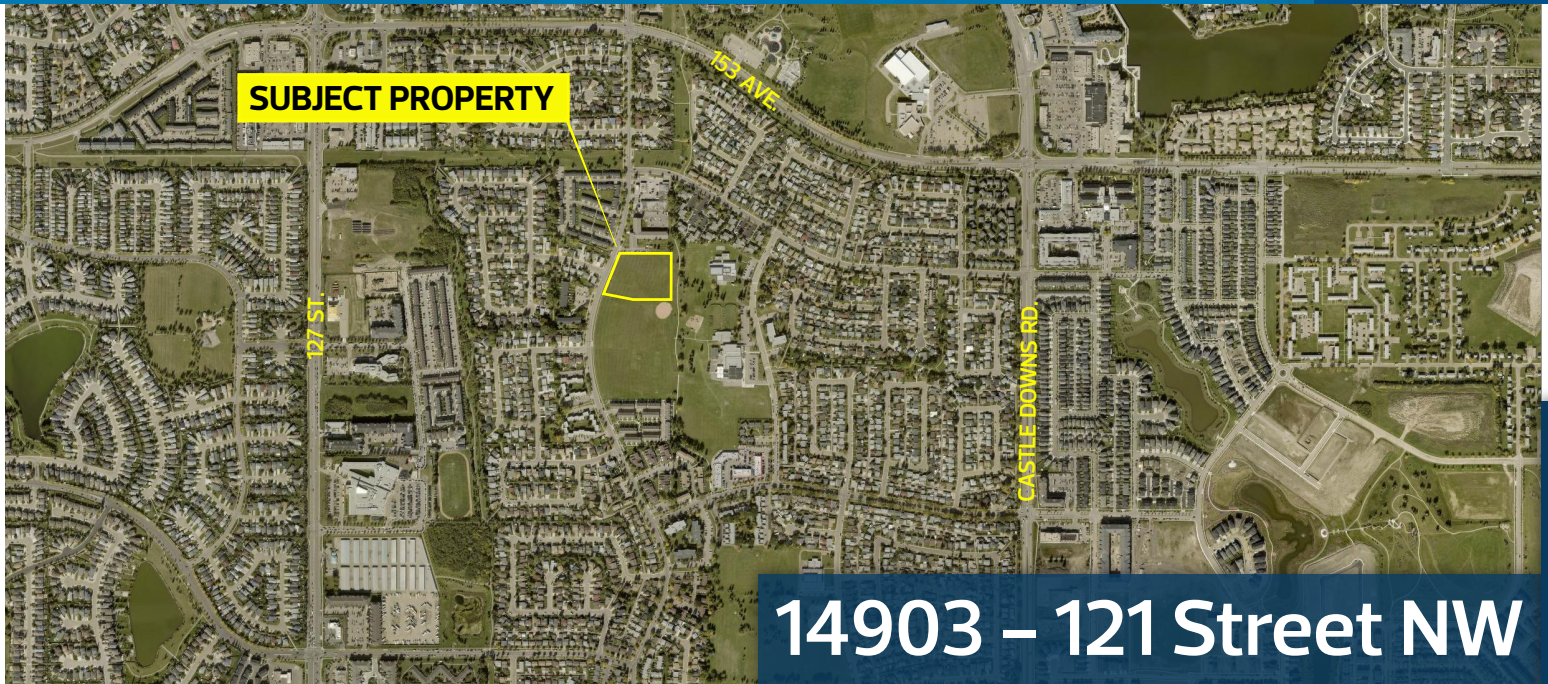 153 AVE.
SUBJECT PROPERTY
127 ST.
CASTLE DOWNS RD.
14903 – 121 Street NW